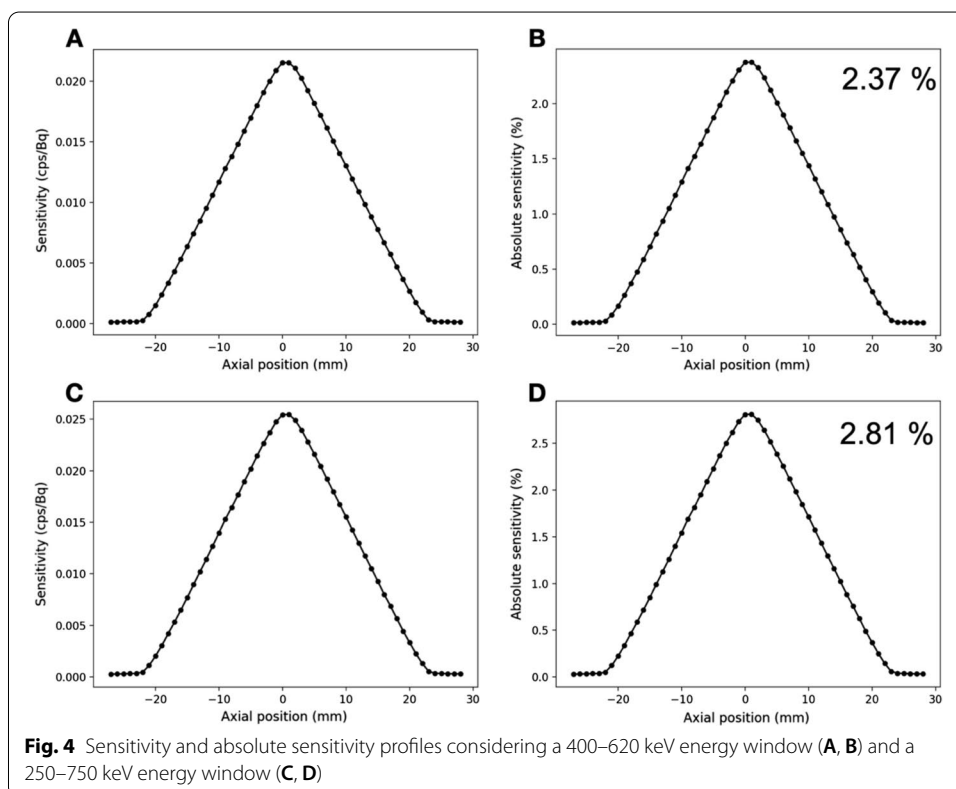 A
B
2.37 %
Sensitivity (cps/Bq)
0.020
0.015
0.010
0.005
0.000
−20 −10 0 10 20 30
Axial position (mm)
Absolute sensitivity (%)
2.0
1.5
1.0
0.5
0.0
−20 −10 0 10 20 30
Axial position (mm)
C
D
2.81 %
Sensitivity (cps/Bq)
0.025
0.020
0.015
0.010
0.005
0.000
−20 −10 0 10 20 30
Axial position (mm)
Absolute sensitivity (%)
2.5
2.0
1.5
1.0
0.5
0.0
−20 −10 0 10 20 30
Axial position (mm)
Fig. 4 Sensitivity and absolute sensitivity profiles considering a 400–620 keV energy window (A, B) and a
250–750 keV energy window (C, D)